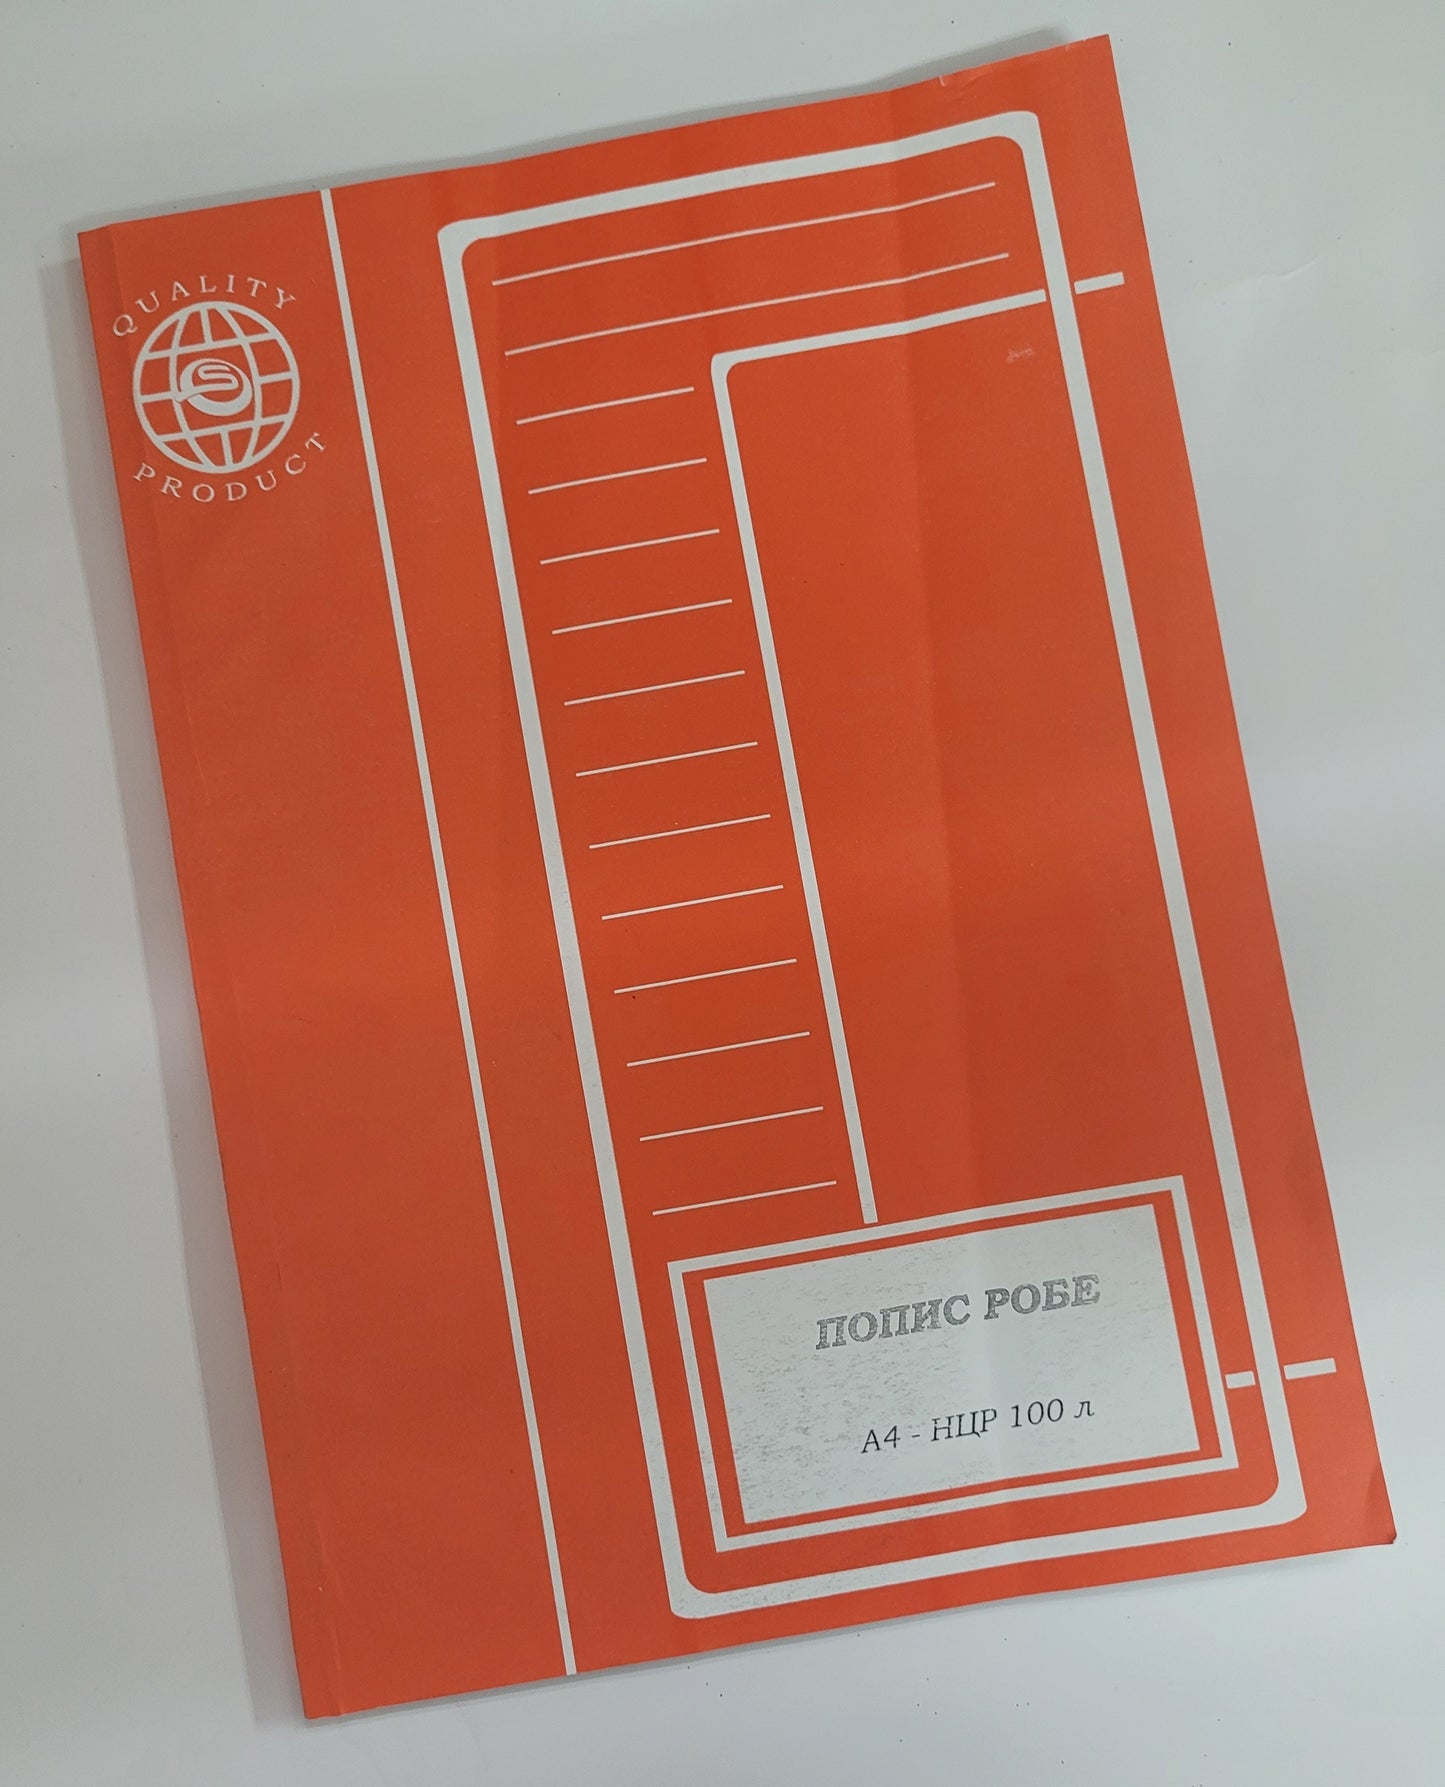 QUALITY
S
PRODUCT
ПОПИС РОБЕ
А4 - НЦР 100 л